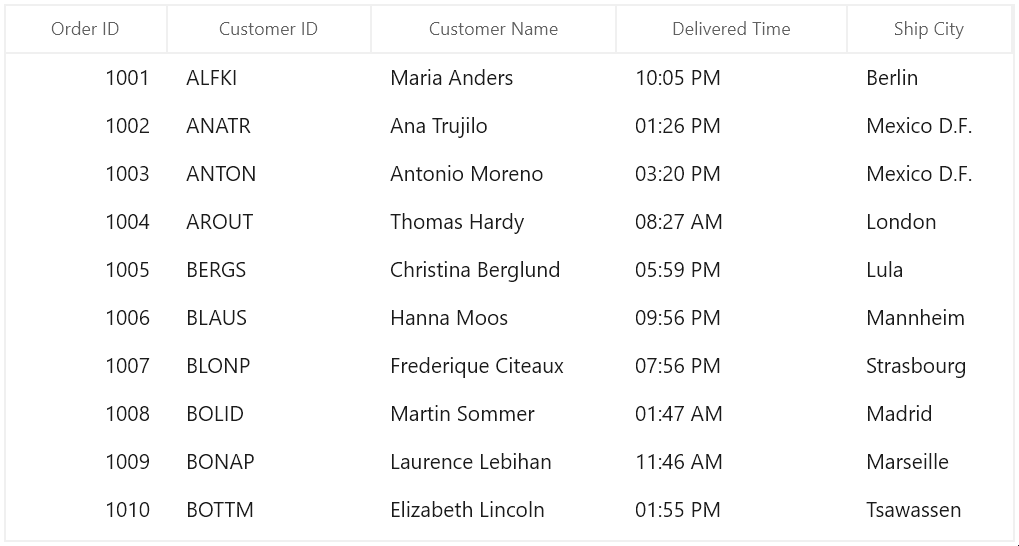 Order ID Customer ID Customer Name Delivered Time Ship City
1001 ALFKI Maria Anders 10:05 PM Berlin
1002 ANATR Ana Trujilo 01:26 PM Mexico D.F.
1003 ANTON Antonio Moreno 03:20 PM Mexico D.F.
1004 AROUT Thomas Hardy 08:27 AM London
1005 BERGS Christina Berglund 05:59 PM Lula
1006 BLAUS Hanna Moos 09:56 PM Mannheim
1007 BLONP Frederique Citeaux 07:56 PM Strasbourg
1008 BOLID Martin Sommer 01:47 AM Madrid
1009 BONAP Laurence Lebihan 11:46 AM Marseille
1010 BOTTM Elizabeth Lincoln 01:55 PM Tsawassen